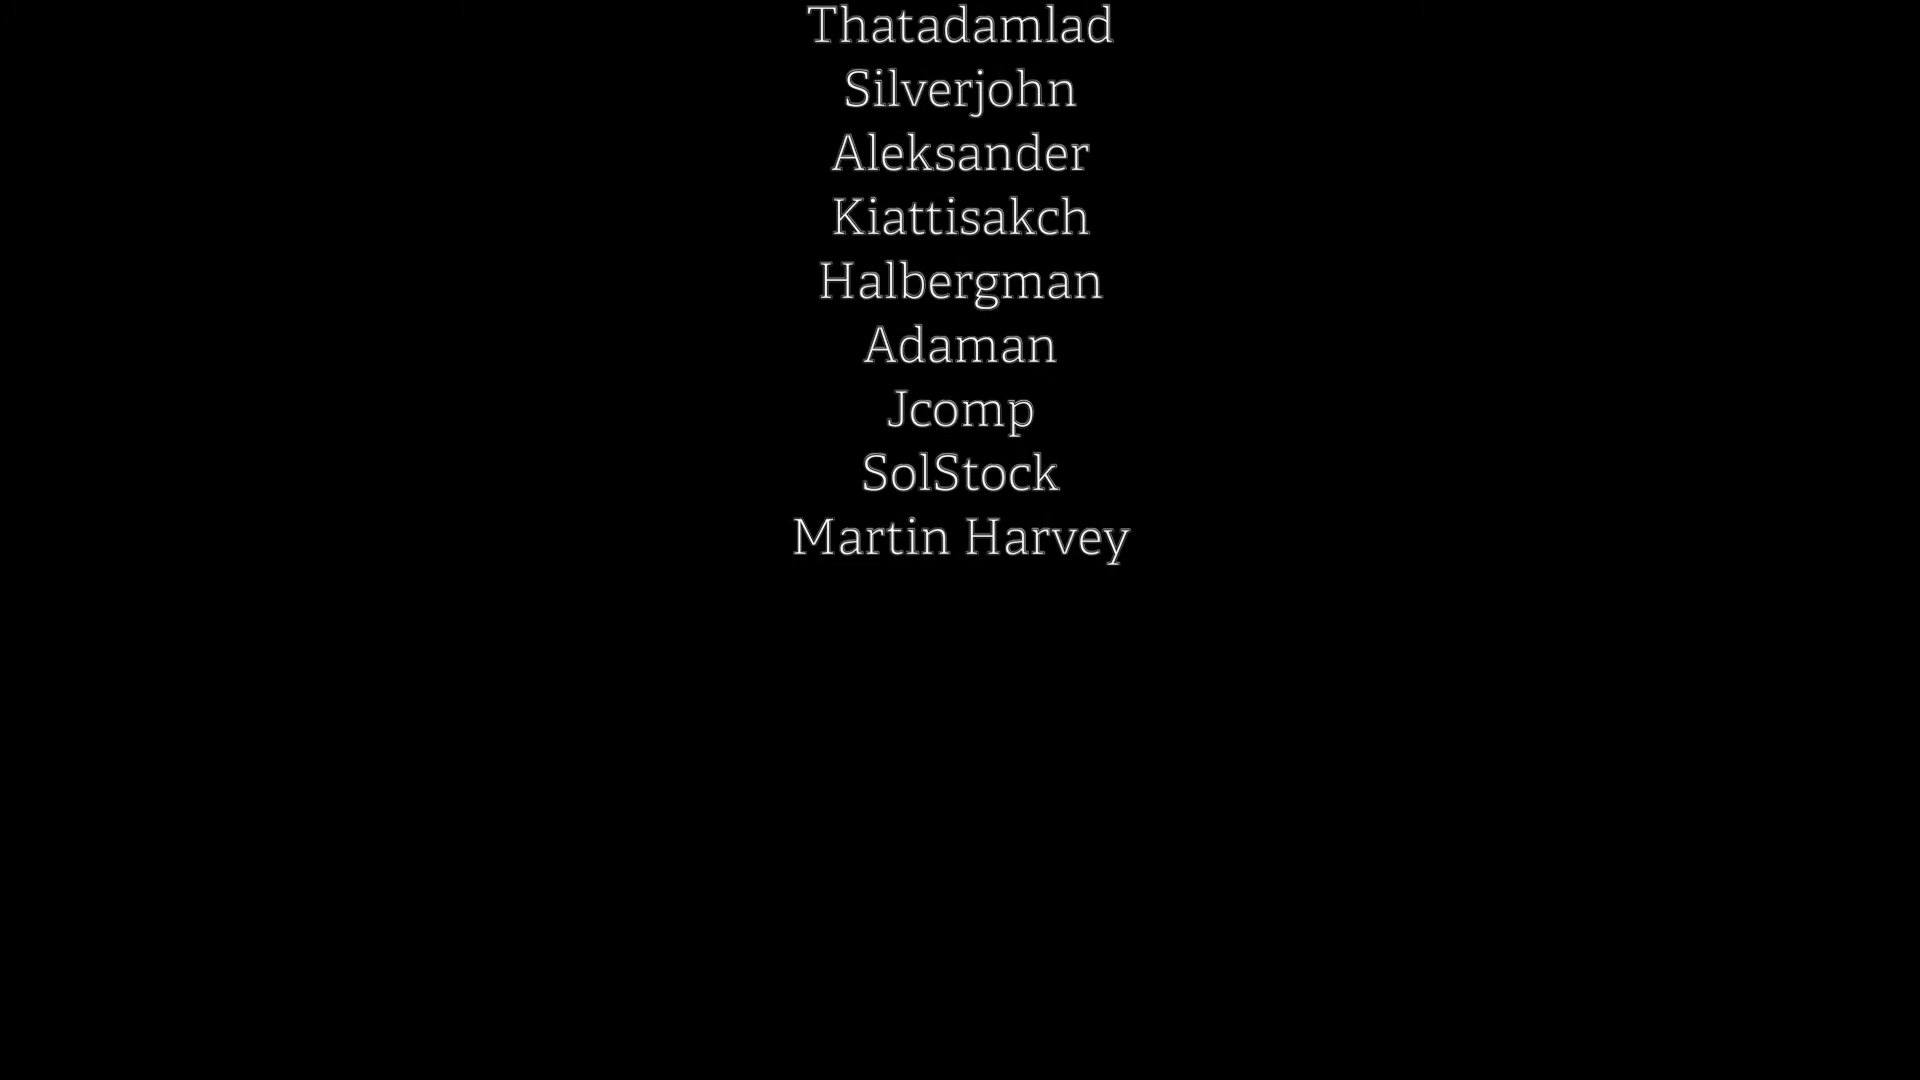 Thatadamlad
Silverjohn
Aleksander
Kiattisakch
Halbergman
Adaman
Jcomp
SolStock
Martin Harvey